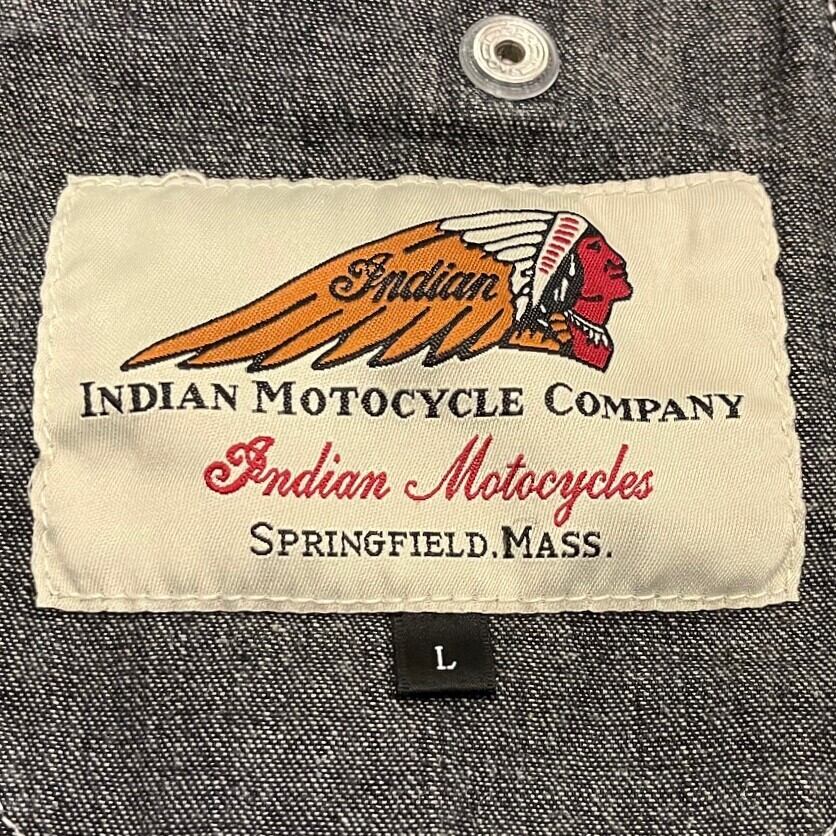 Indian
INDIAN MOTOCYCLE COMPANY
Indian Motocycles
SPRINGFIELD.MASS.
L